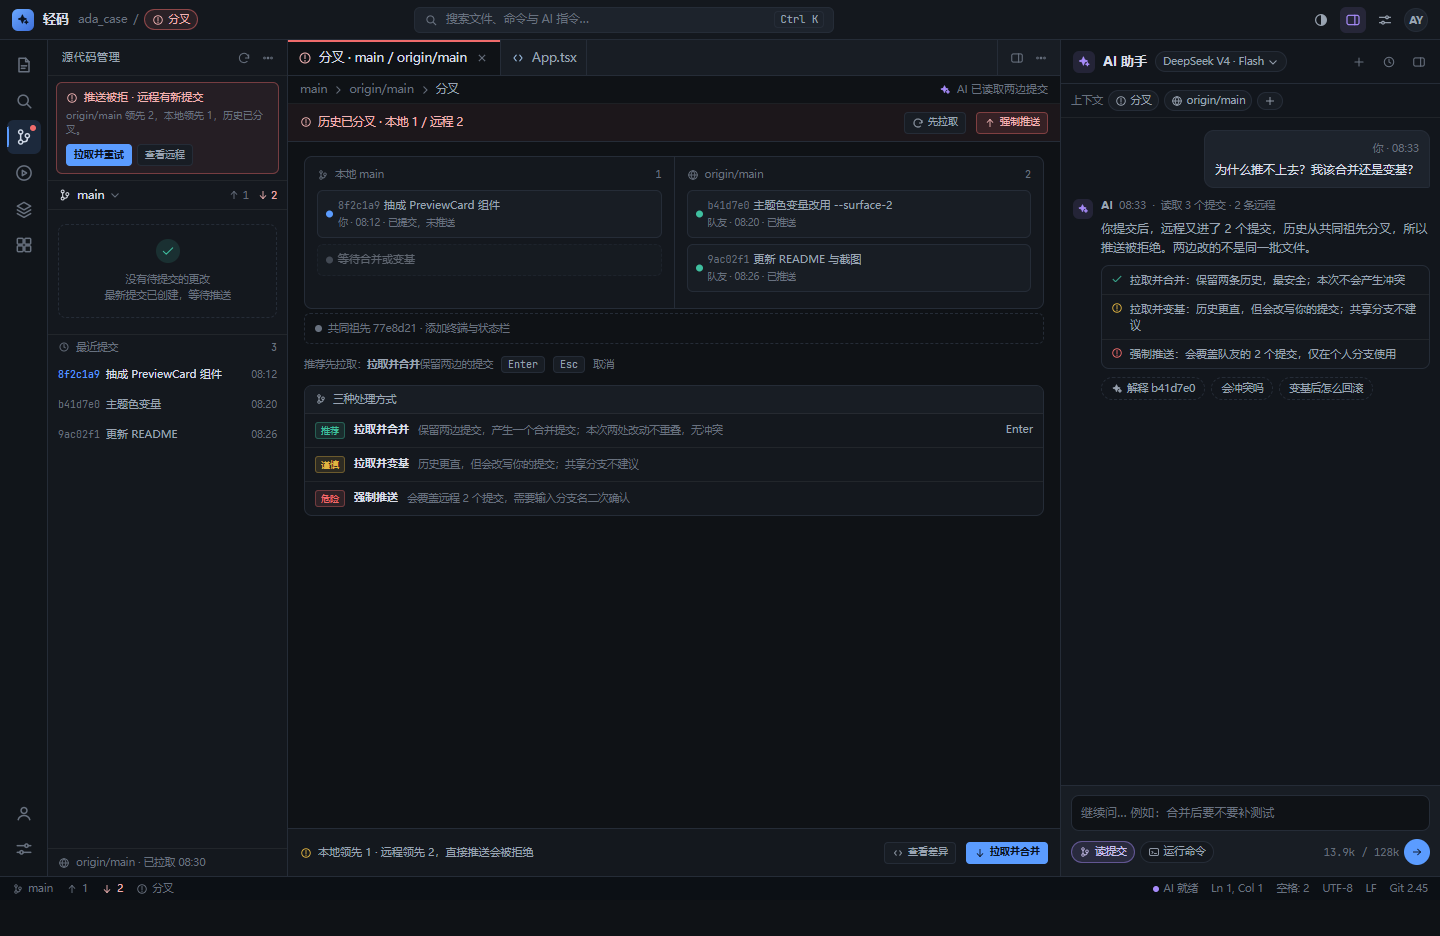 轻码 ada_case / 分叉 搜索文件、命令与 AI 指令... Ctrl K AY
源代码管理
推送被拒 · 远程有新提交
origin/main 领先 2，本地领先 1，历史已分
叉。
拉取并重试 查看远程
main ↑ 1 ↓ 2
没有待提交的更改
最新提交已创建，等待推送
最近提交 3
8f2c1a9 抽成 PreviewCard 组件 08:12
b41d7e0 主题色变量 08:20
9ac02f1 更新 README 08:26
origin/main · 已拉取 08:30
分叉 · main / origin/main × App.tsx
main > origin/main > 分叉 AI 已读取两边提交
历史已分叉 · 本地 1 / 远程 2 先拉取 强制推送
本地 main 1
8f2c1a9 抽成 PreviewCard 组件
你 · 08:12 · 已提交，未推送
等待合并或变基
origin/main 2
b41d7e0 主题色变量改用 --surface-2
队友 · 08:20 · 已推送
9ac02f1 更新 README 与截图
队友 · 08:26 · 已推送
共同祖先 77e8d21 · 添加终端与状态栏
推荐先拉取：拉取并合并保留两边的提交 Enter Esc 取消
三种处理方式
推荐 拉取并合并 保留两边提交，产生一个合并提交；本次两处改动不重叠，无冲突 Enter
谨慎 拉取并变基 历史更直，但会改写你的提交；共享分支不建议
危险 强制推送 会覆盖远程 2 个提交，需要输入分支名二次确认
本地领先 1 · 远程领先 2，直接推送会被拒绝 查看差异 拉取并合并
AI 助手 DeepSeek V4 · Flash
上下文 分叉 origin/main +
你 · 08:33
为什么推不上去？我该合并还是变基？
AI 08:33 · 读取 3 个提交 · 2 条远程
你提交后，远程又进了 2 个提交，历史从共同祖先分叉，所以
推送被拒绝。两边改的不是同一批文件。
拉取并合并：保留两条历史，最安全；本次不会产生冲突
拉取并变基：历史更直，但会改写你的提交；共享分支不建
议
强制推送：会覆盖队友的 2 个提交，仅在个人分支使用
解释 b41d7e0 会冲突吗 变基后怎么回滚
继续问... 例如：合并后要不要补测试
读提交 运行命令 13.9k / 128k
main ↑ 1 ↓ 2 分叉 AI 就绪 Ln 1, Col 1 空格: 2 UTF-8 LF Git 2.45